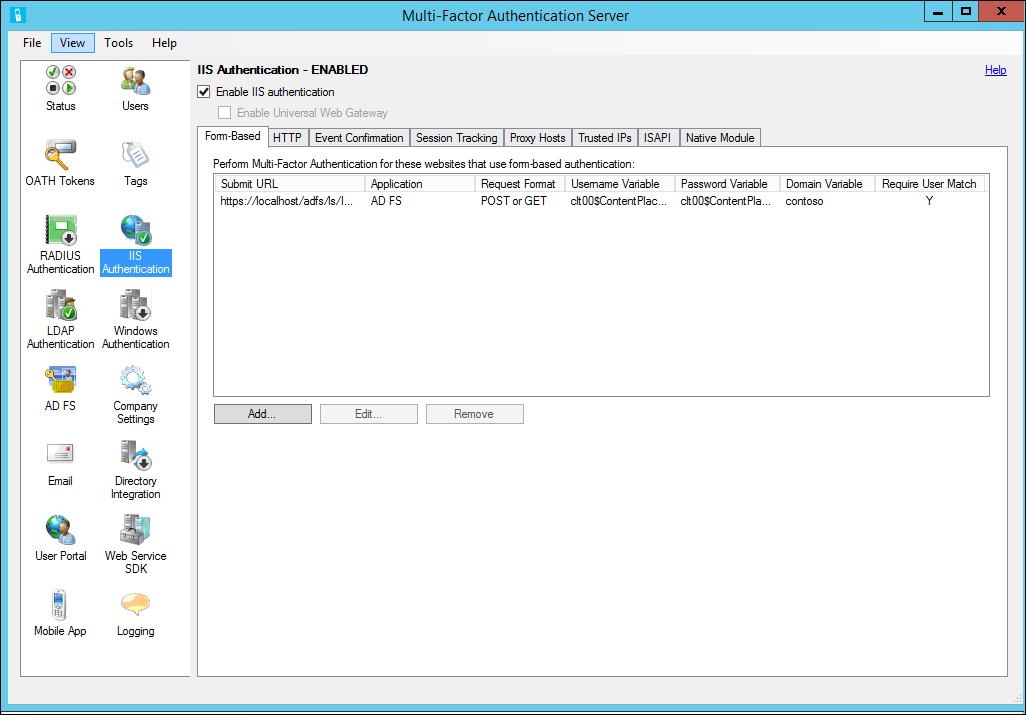 Multi-Factor Authentication Server
File View Tools Help
Status
Users
OATH Tokens
Tags
RADIUS
Authentication
IIS
Authentication
LDAP
Authentication
Windows
Authentication
AD FS
Company
Settings
Email
Directory
Integration
User Portal
Web Service
SDK
Mobile App
Logging
IIS Authentication - ENABLED
Help
Enable IIS authentication
Enable Universal Web Gateway
Form-Based HTTP Event Confirmation Session Tracking Proxy Hosts Trusted IPs ISAPI Native Module
Perform Multi-Factor Authentication for these websites that use form-based authentication:
Submit URL Application Request Format Username Variable Password Variable Domain Variable Require User Match
https://localhost/adfs/ls/l... AD FS POST or GET clt00$ContentPlac... clt00$ContentPla... contoso Y
Add... Edit... Remove